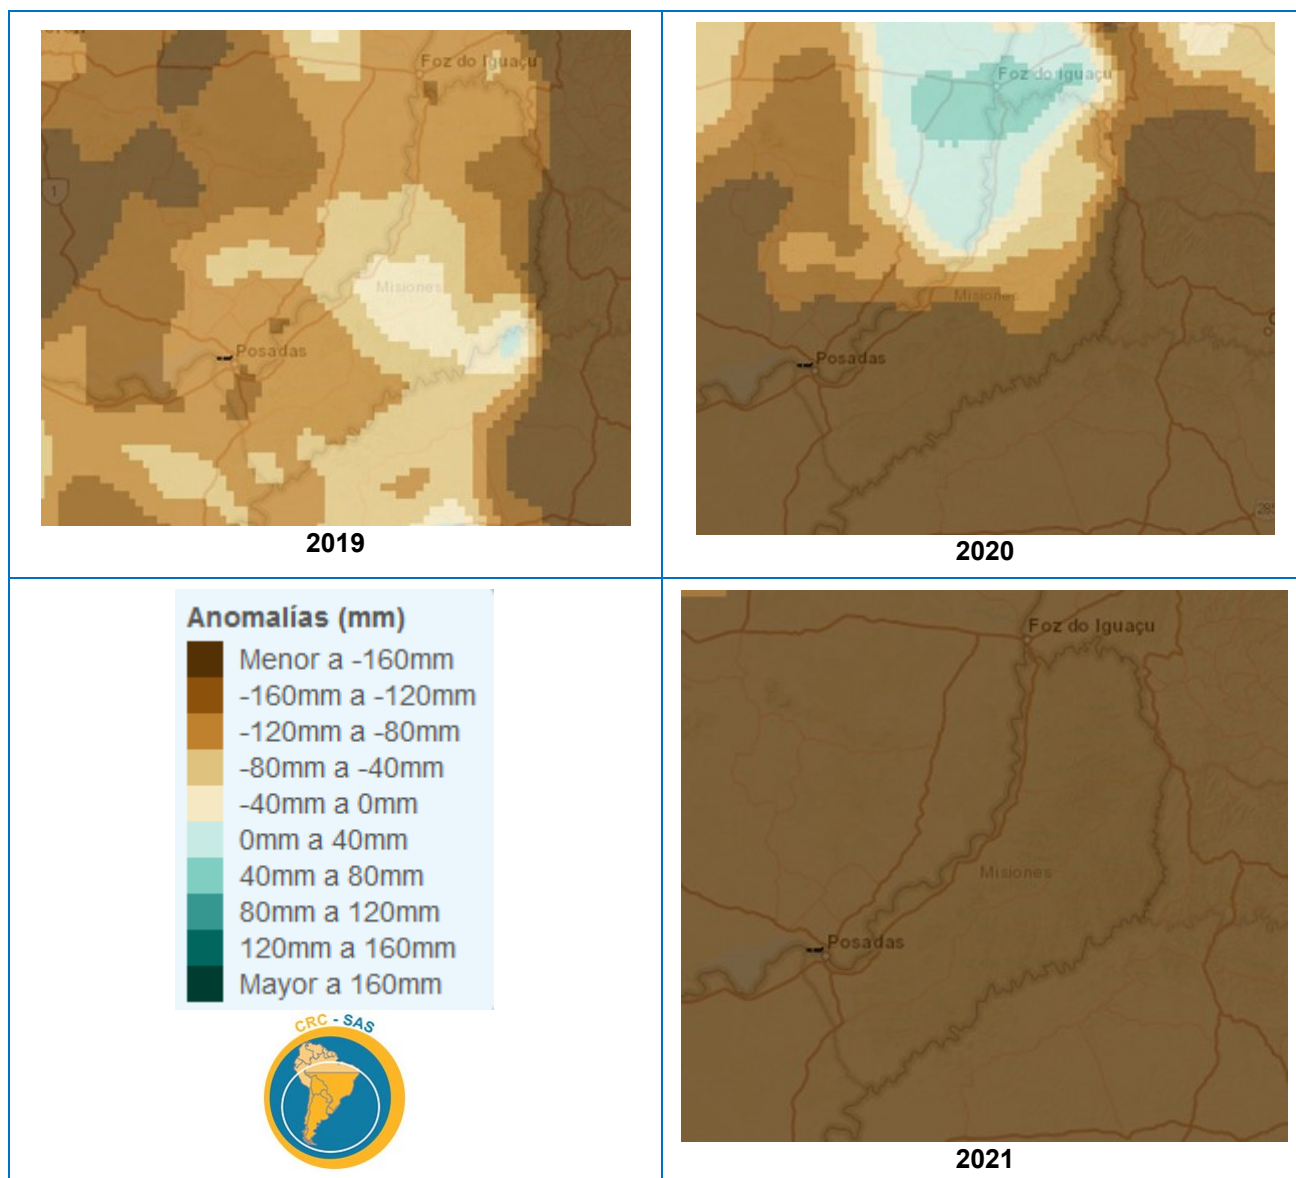 Foz do Iguaçu
1
Misiones
Posadas
2019
Foz do Iguaçu
Misiones
Posadas
2020
Anomalías (mm)
Menor a -160mm
-160mm a -120mm
-120mm a -80mm
-80mm a -40mm
-40mm a 0mm
0mm a 40mm
40mm a 80mm
80mm a 120mm
120mm a 160mm
Mayor a 160mm
CRC - SAS
Foz do Iguaçu
Misiones
Posadas
2021